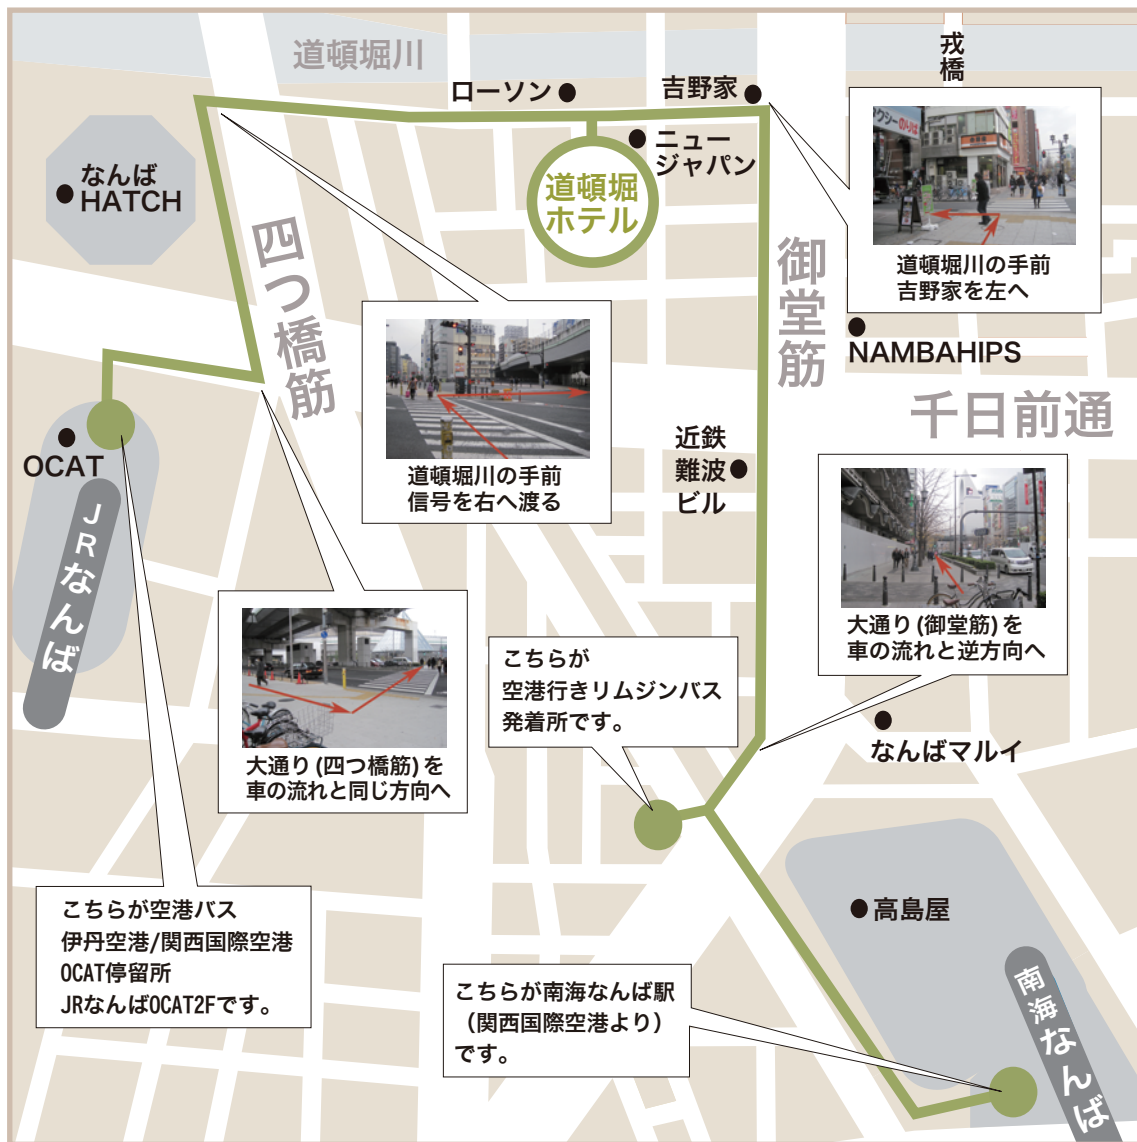 道頓堀川
戎橋
ローソン
吉野家
ニュー
ジャパン
なんば
HATCH
道頓堀
ホテル
四つ橋筋
御堂筋
道頓堀川の手前
吉野家を左へ
NAMBAHIPS
千日前通
OCAT
JRなんば
道頓堀川の手前
信号を右へ渡る
近鉄
難波
ビル
大通り(御堂筋)を
車の流れと逆方向へ
大通り(四つ橋筋)を
車の流れと同じ方向へ
こちらが
空港行きリムジンバス
発着所です。
なんばマルイ
高島屋
こちらが空港バス
伊丹空港/関西国際空港
OCAT停留所
JRなんばOCAT2Fです。
こちらが南海なんば駅
(関西国際空港より)
です。
南海なんば